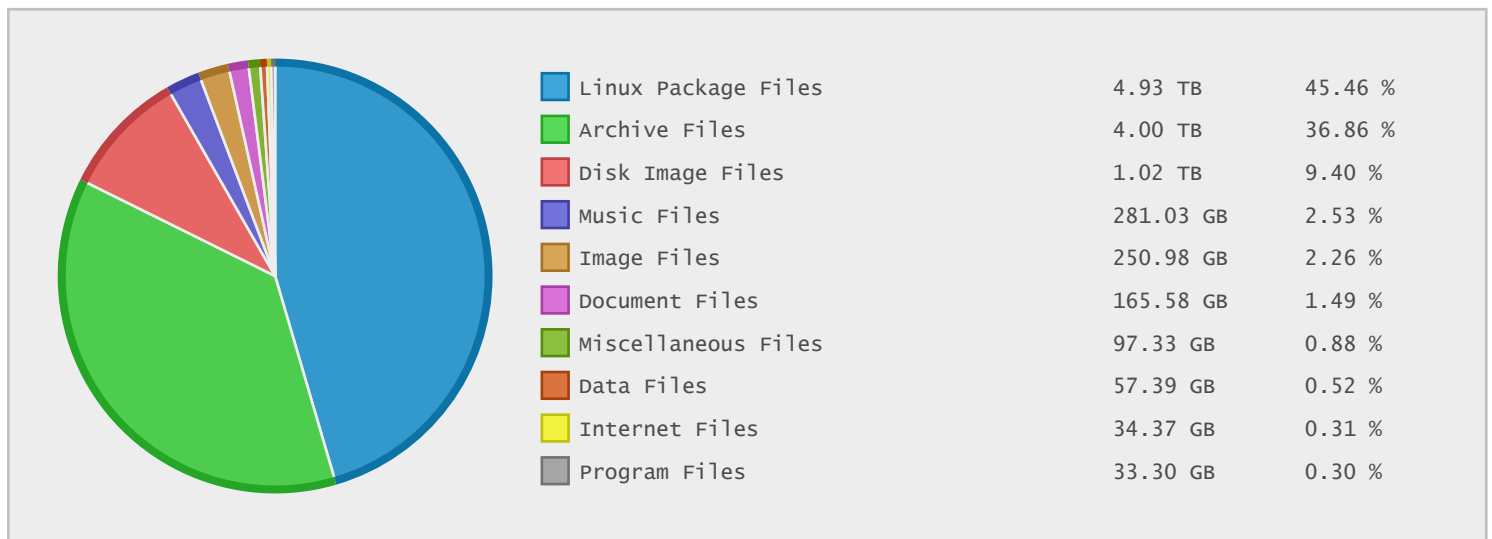 Linux Package Files 4.93 TB 45.46 %
Archive Files 4.00 TB 36.86 %
Disk Image Files 1.02 TB 9.40 %
Music Files 281.03 GB 2.53 %
Image Files 250.98 GB 2.26 %
Document Files 165.58 GB 1.49 %
Miscellaneous Files 97.33 GB 0.88 %
Data Files 57.39 GB 0.52 %
Internet Files 34.37 GB 0.31 %
Program Files 33.30 GB 0.30 %